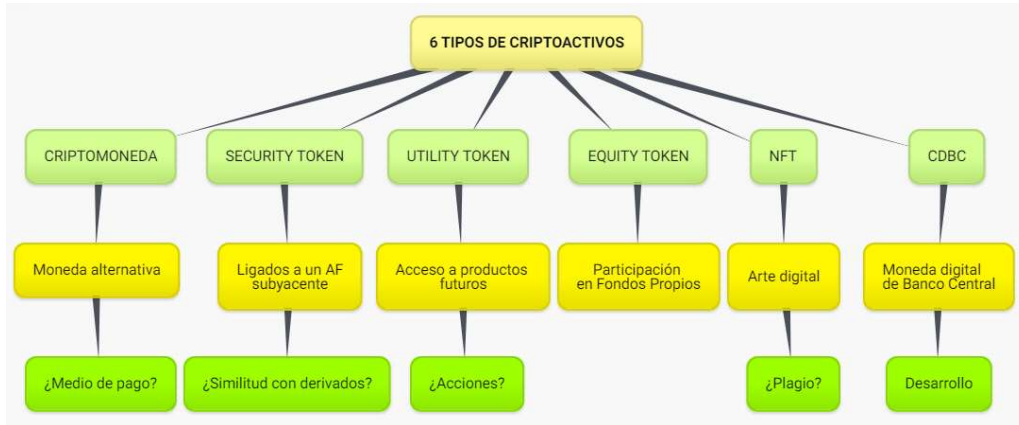 6 TIPOS DE CRIPTOACTIVOS
CRIPTOMONEDA
SECURITY TOKEN
UTILITY TOKEN
EQUITY TOKEN
NFT
CDBC
Moneda alternativa
Ligados a un AF
subyacente
Acceso a productos
futuros
Participación
en Fondos Propios
Arte digital
Moneda digital
de Banco Central
¿Medio de pago?
¿Similitud con derivados?
¿Acciones?
¿Plagio?
Desarrollo